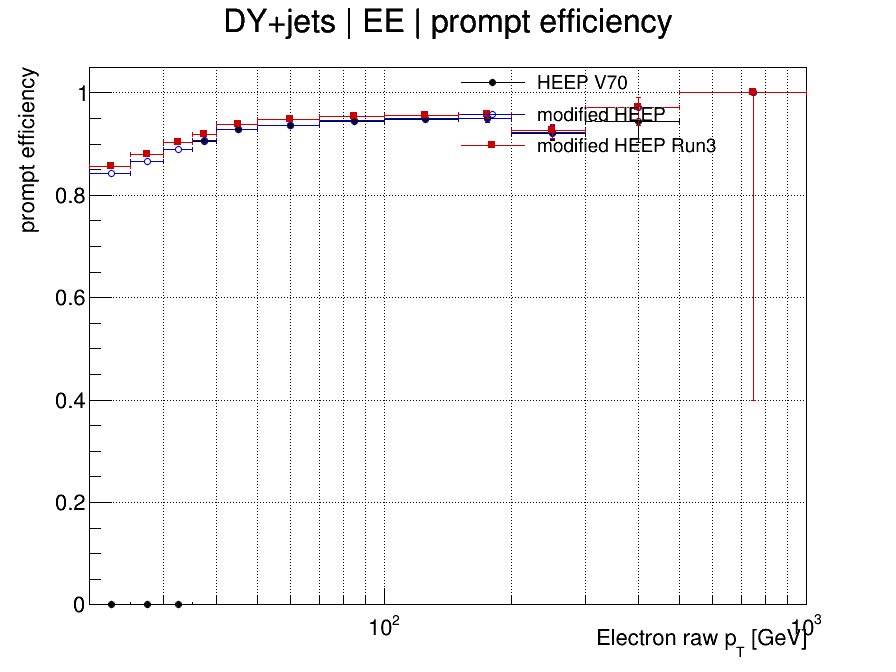 DY+jets | EE | prompt efficiency
prompt efficiency
HEEP V70
modified HEEP
modified HEEP Run3
1
0.8
0.6
0.4
0.2
0
10²
10³
Electron raw p_T [GeV]